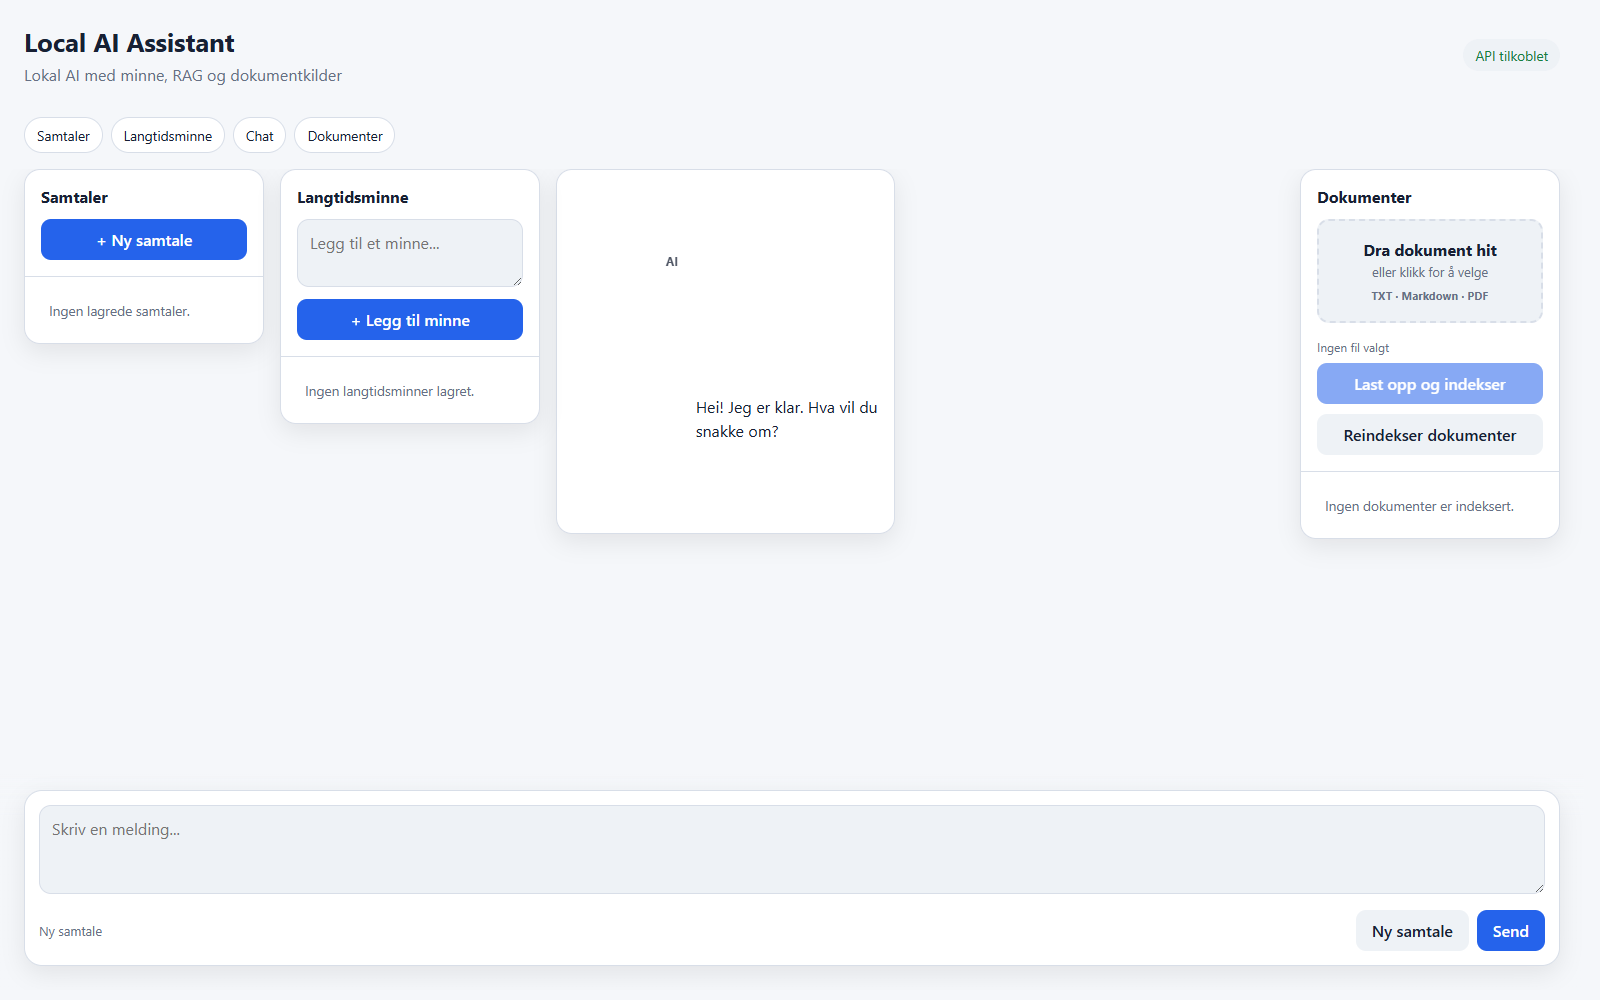 Local AI Assistant
Lokal AI med minne, RAG og dokumentkilder
API tilkoblet
Samtaler
Langtidsminne
Chat
Dokumenter
Samtaler
+ Ny samtale
Ingen lagrede samtaler.
Langtidsminne
Legg til et minne...
+ Legg til minne
Ingen langtidsminner lagret.
AI
Hei! Jeg er klar. Hva vil du
snakke om?
Dokumenter
Dra dokument hit
eller klikk for å velge
TXT · Markdown · PDF
Ingen fil valgt
Last opp og indekser
Reindekser dokumenter
Ingen dokumenter er indeksert.
Skriv en melding...
Ny samtale
Ny samtale
Send